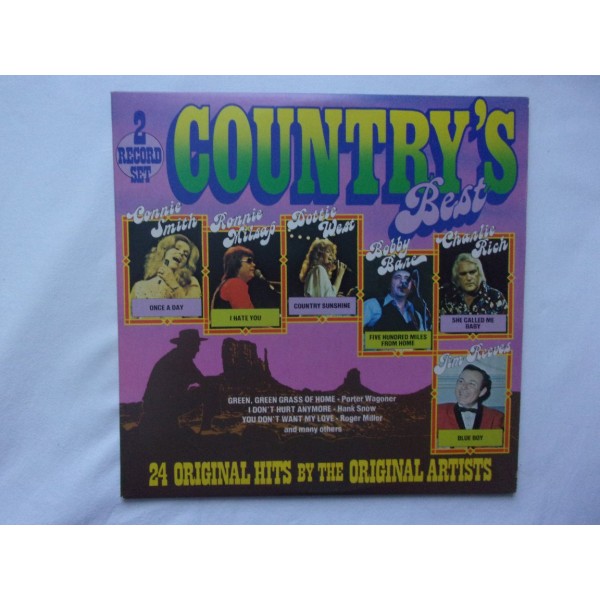 2
RECORD
SET
COUNTRY'S
Best
Connie
Smith
ONCE A DAY
Ronnie
Milsap
I HATE YOU
Dottie
West
COUNTRY SUNSHINE
Bobby
Bare
FIVE HUNDRED MILES
FROM HOME
Charlie
Rich
SHE CALLED ME
BABY
Jim Reeves
BLUE BOY
GREEN, GREEN GRASS OF HOME - Porter Wagoner
I DON'T HURT ANYMORE - Hank Snow
YOU DON'T WANT MY LOVE - Roger Miller
and many others
24 ORIGINAL HITS BY THE ORIGINAL ARTISTS